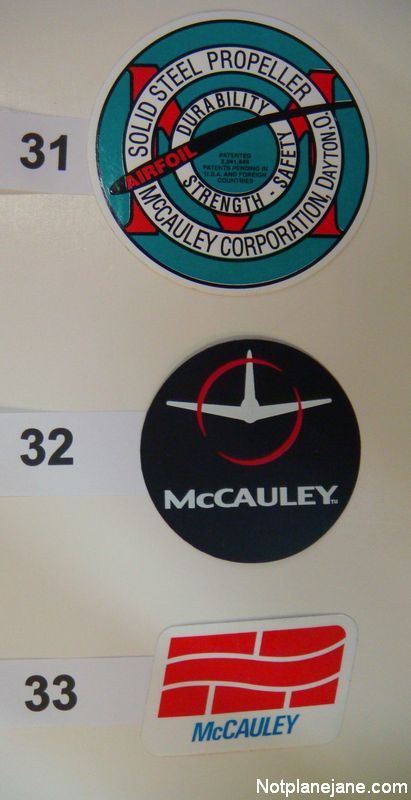 31
SOLID STEEL PROPELLER
DURABILITY
AIRFOIL
PATENTED
PATENTS PENDING IN
U.S.A. AND FOREIGN
COUNTRIES
STRENGTH - SAFETY
MCCAULEY CORPORATION, DAYTON, O.
32
McCAULEY
TM
33
McCAULEY
Notplanejane.com